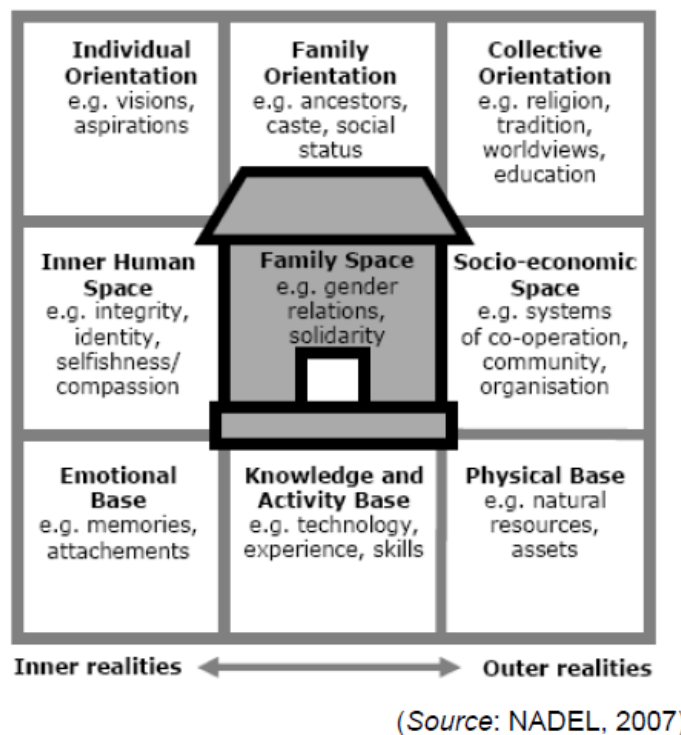 Individual
Orientation
e.g. visions,
aspirations
Family
Orientation
e.g. ancestors,
caste, social
status
Collective
Orientation
e.g. religion,
tradition,
worldviews,
education
Inner Human
Space
e.g. integrity,
identity,
selfishness/
compassion
Family Space
e.g. gender
relations,
solidarity
Socio-economic
Space
e.g. systems
of co-operation,
community,
organisation
Emotional
Base
e.g. memories,
attachements
Knowledge and
Activity Base
e.g. technology,
experience, skills
Physical Base
e.g. natural
resources,
assets
Inner realities
Outer realities
(Source: NADEL, 2007)